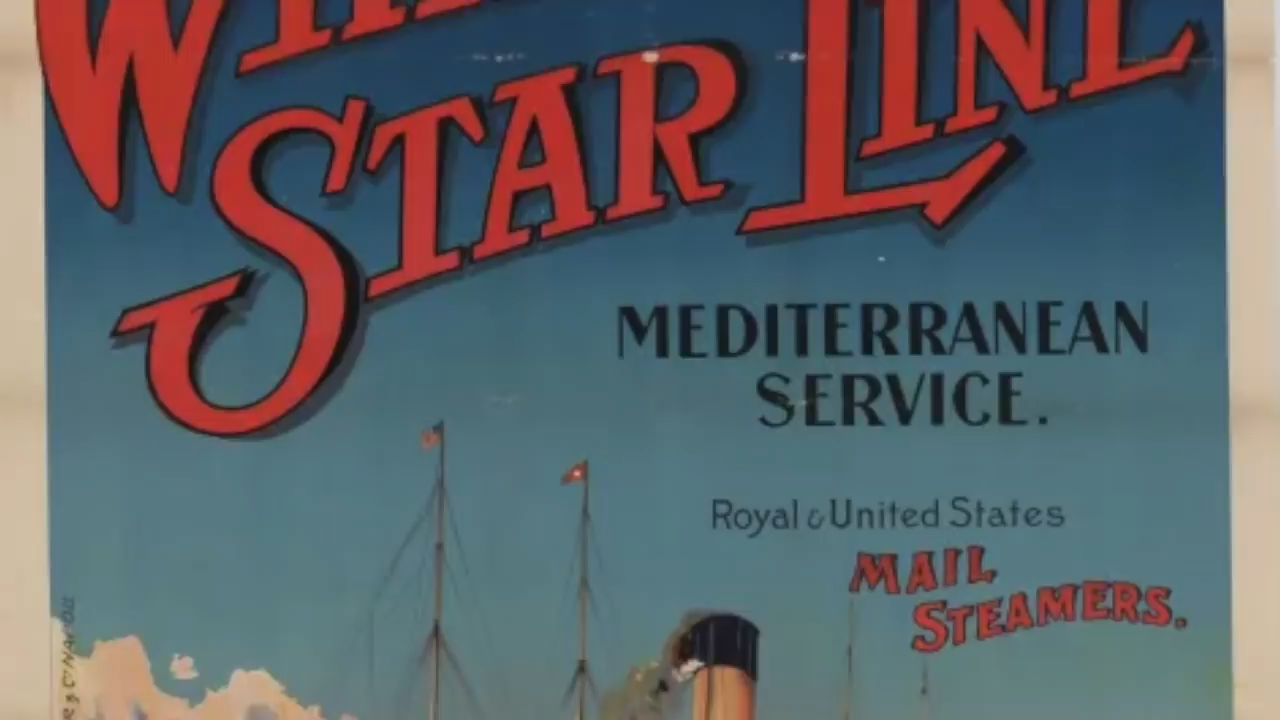 STAR LINE
MEDITERRANEAN
SERVICE.
Royal & United States
MAIL
STEAMERS.